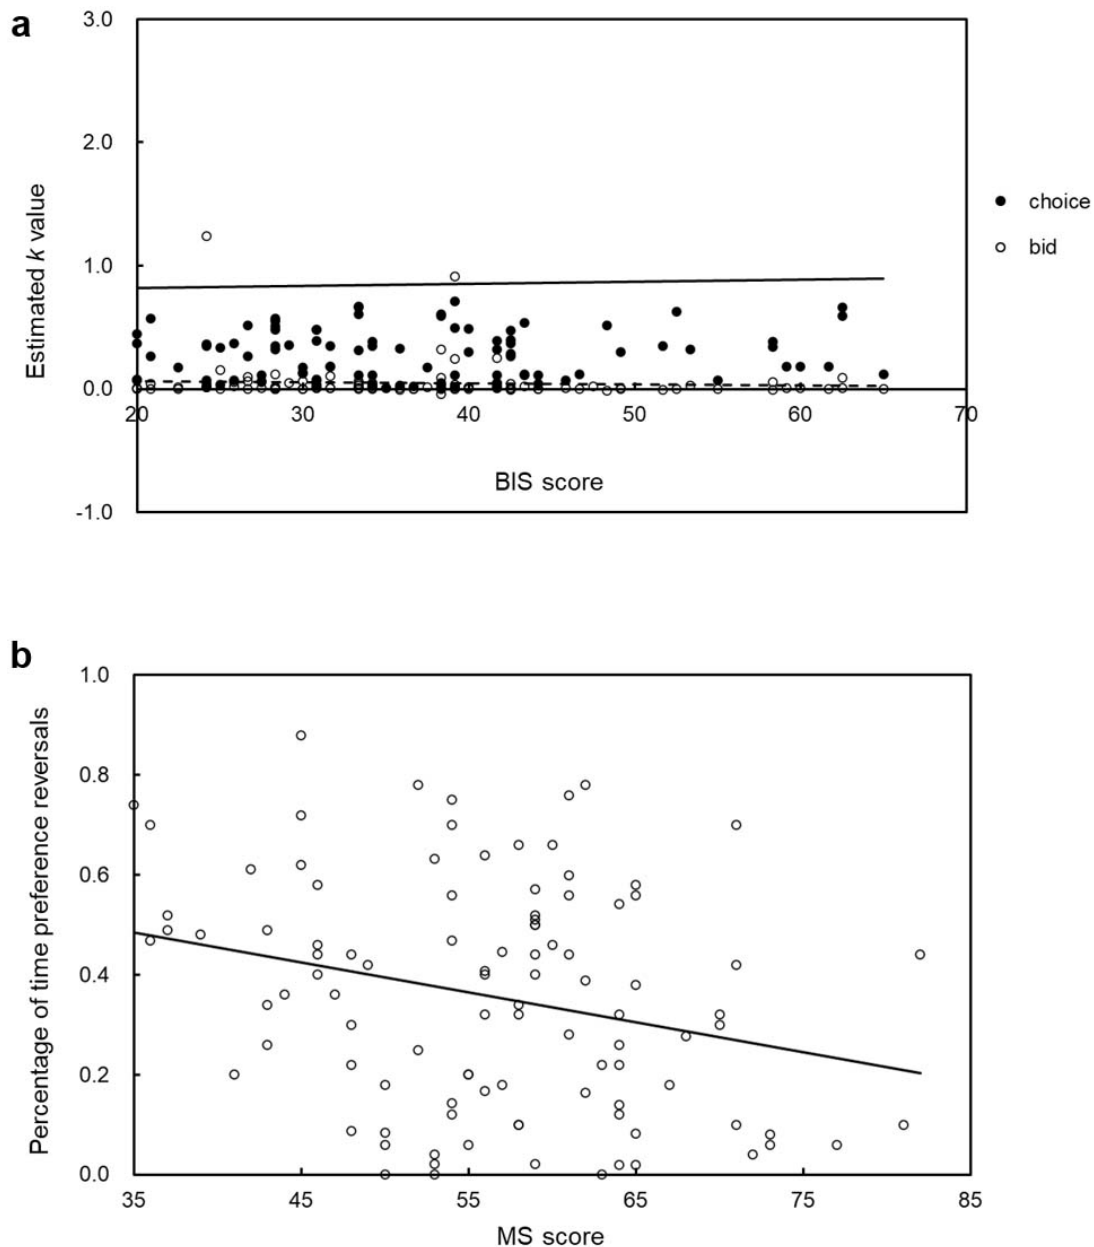 a
3.0
2.0
1.0
0.0
-1.0
Estimated k value
20 30 40 50 60 70
BIS score
choice
bid
b
1.0
0.8
0.6
0.4
0.2
0.0
Percentage of time preference reversals
35 45 55 65 75 85
MS score